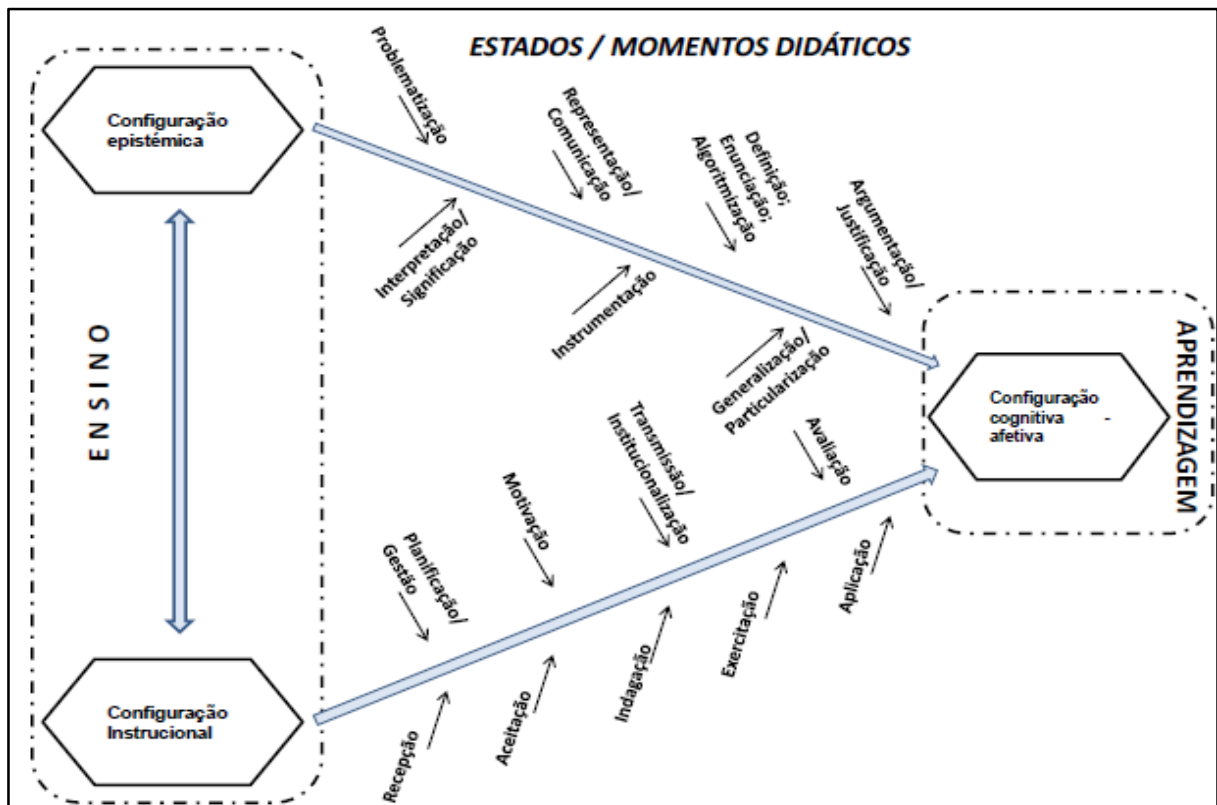 ESTADOS / MOMENTOS DIDÁTICOS
Configuração
epistémica
Problematização
Representação/
Comunicação
Definição;
Enunciação;
Algoritmização
Argumentação/
Justificação
Interpretação/
Significação
Instrumentação
Generalização/
Particularização
ENSINO
Configuração
cognitiva -
afetiva
APRENDIZAGEM
Planificação/
Gestão
Motivação
Transmissão/
Institucionalização
Avaliação
Configuração
Instrucional
Recepção
Aceitação
Indagação
Exercitação
Aplicação